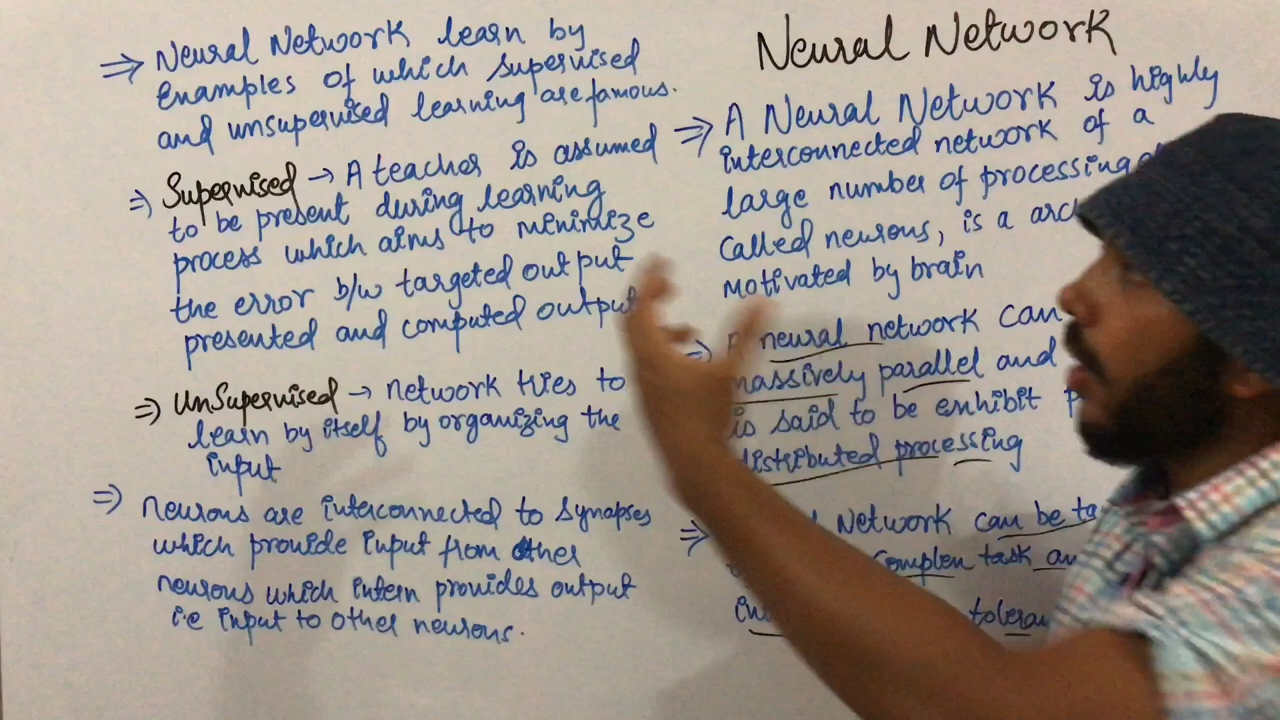 Neural Network
⇒ A Neural Network is highly
interconnected network of a
large number of processing
called neurons, is a
motivated by brain
⇒ A neural network can
massively parallel and
is said to be exhibit
distributed processing
⇒ Network can be
complex task
⇒ Neural Network learn by
Examples of which supervised
and unsupervised learning are famous.
⇒ Supervised → A teacher is assumed
to be present during learning
process which aims to minimize
the error b/w targeted output
presented and computed output
⇒ UnSupervised → network tries to
learn by itself by organizing the
input
⇒ neurons are interconnected to synapses
which provide input from other
neurons which intern provides output
i.e input to other neurons.